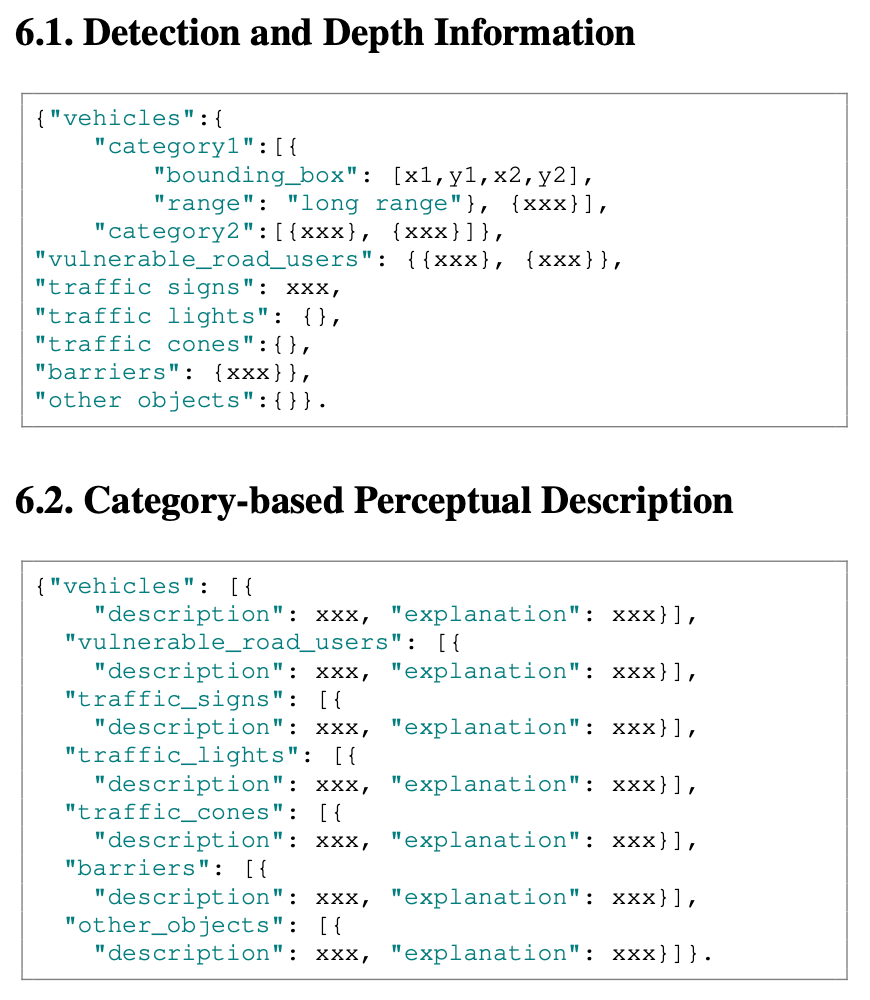 6.1. Detection and Depth Information
{"vehicles":{
"category1":[{
"bounding_box": [x1,y1,x2,y2],
"range": "long range"}, {xxx}],
"category2":[{xxx}, {xxx}]},
"vulnerable_road_users": {{xxx}, {xxx}},
"traffic signs": xxx,
"traffic lights": {},
"traffic cones":{},
"barriers": {xxx}},
"other objects":{}}.
6.2. Category-based Perceptual Description
{"vehicles": [{
"description": xxx, "explanation": xxx}],
"vulnerable_road_users": [{
"description": xxx, "explanation": xxx}],
"traffic_signs": [{
"description": xxx, "explanation": xxx}],
"traffic_lights": [{
"description": xxx, "explanation": xxx}],
"traffic_cones": [{
"description": xxx, "explanation": xxx}],
"barriers": [{
"description": xxx, "explanation": xxx}],
"other_objects": [{
"description": xxx, "explanation": xxx}]}.